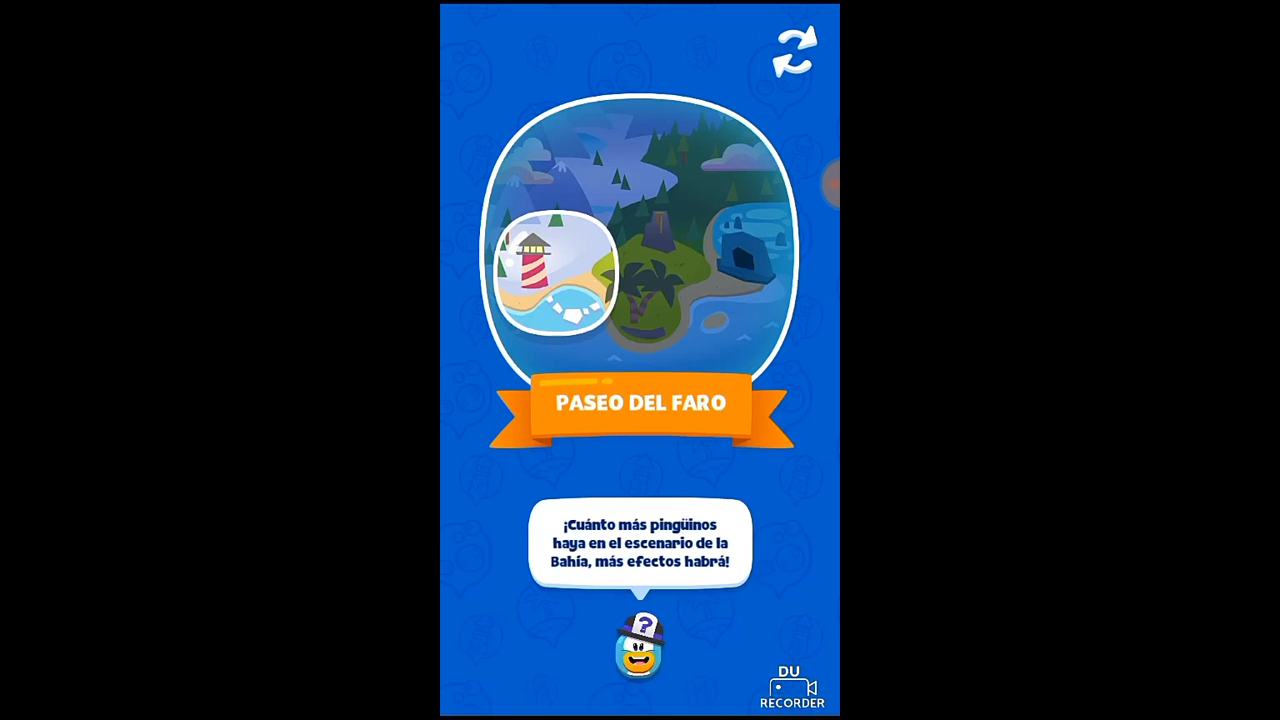 PASEO DEL FARO
¡Cuánto más pingüinos
haya en el escenario de la
Bahía, más efectos habrá!
?
DU
RECORDER